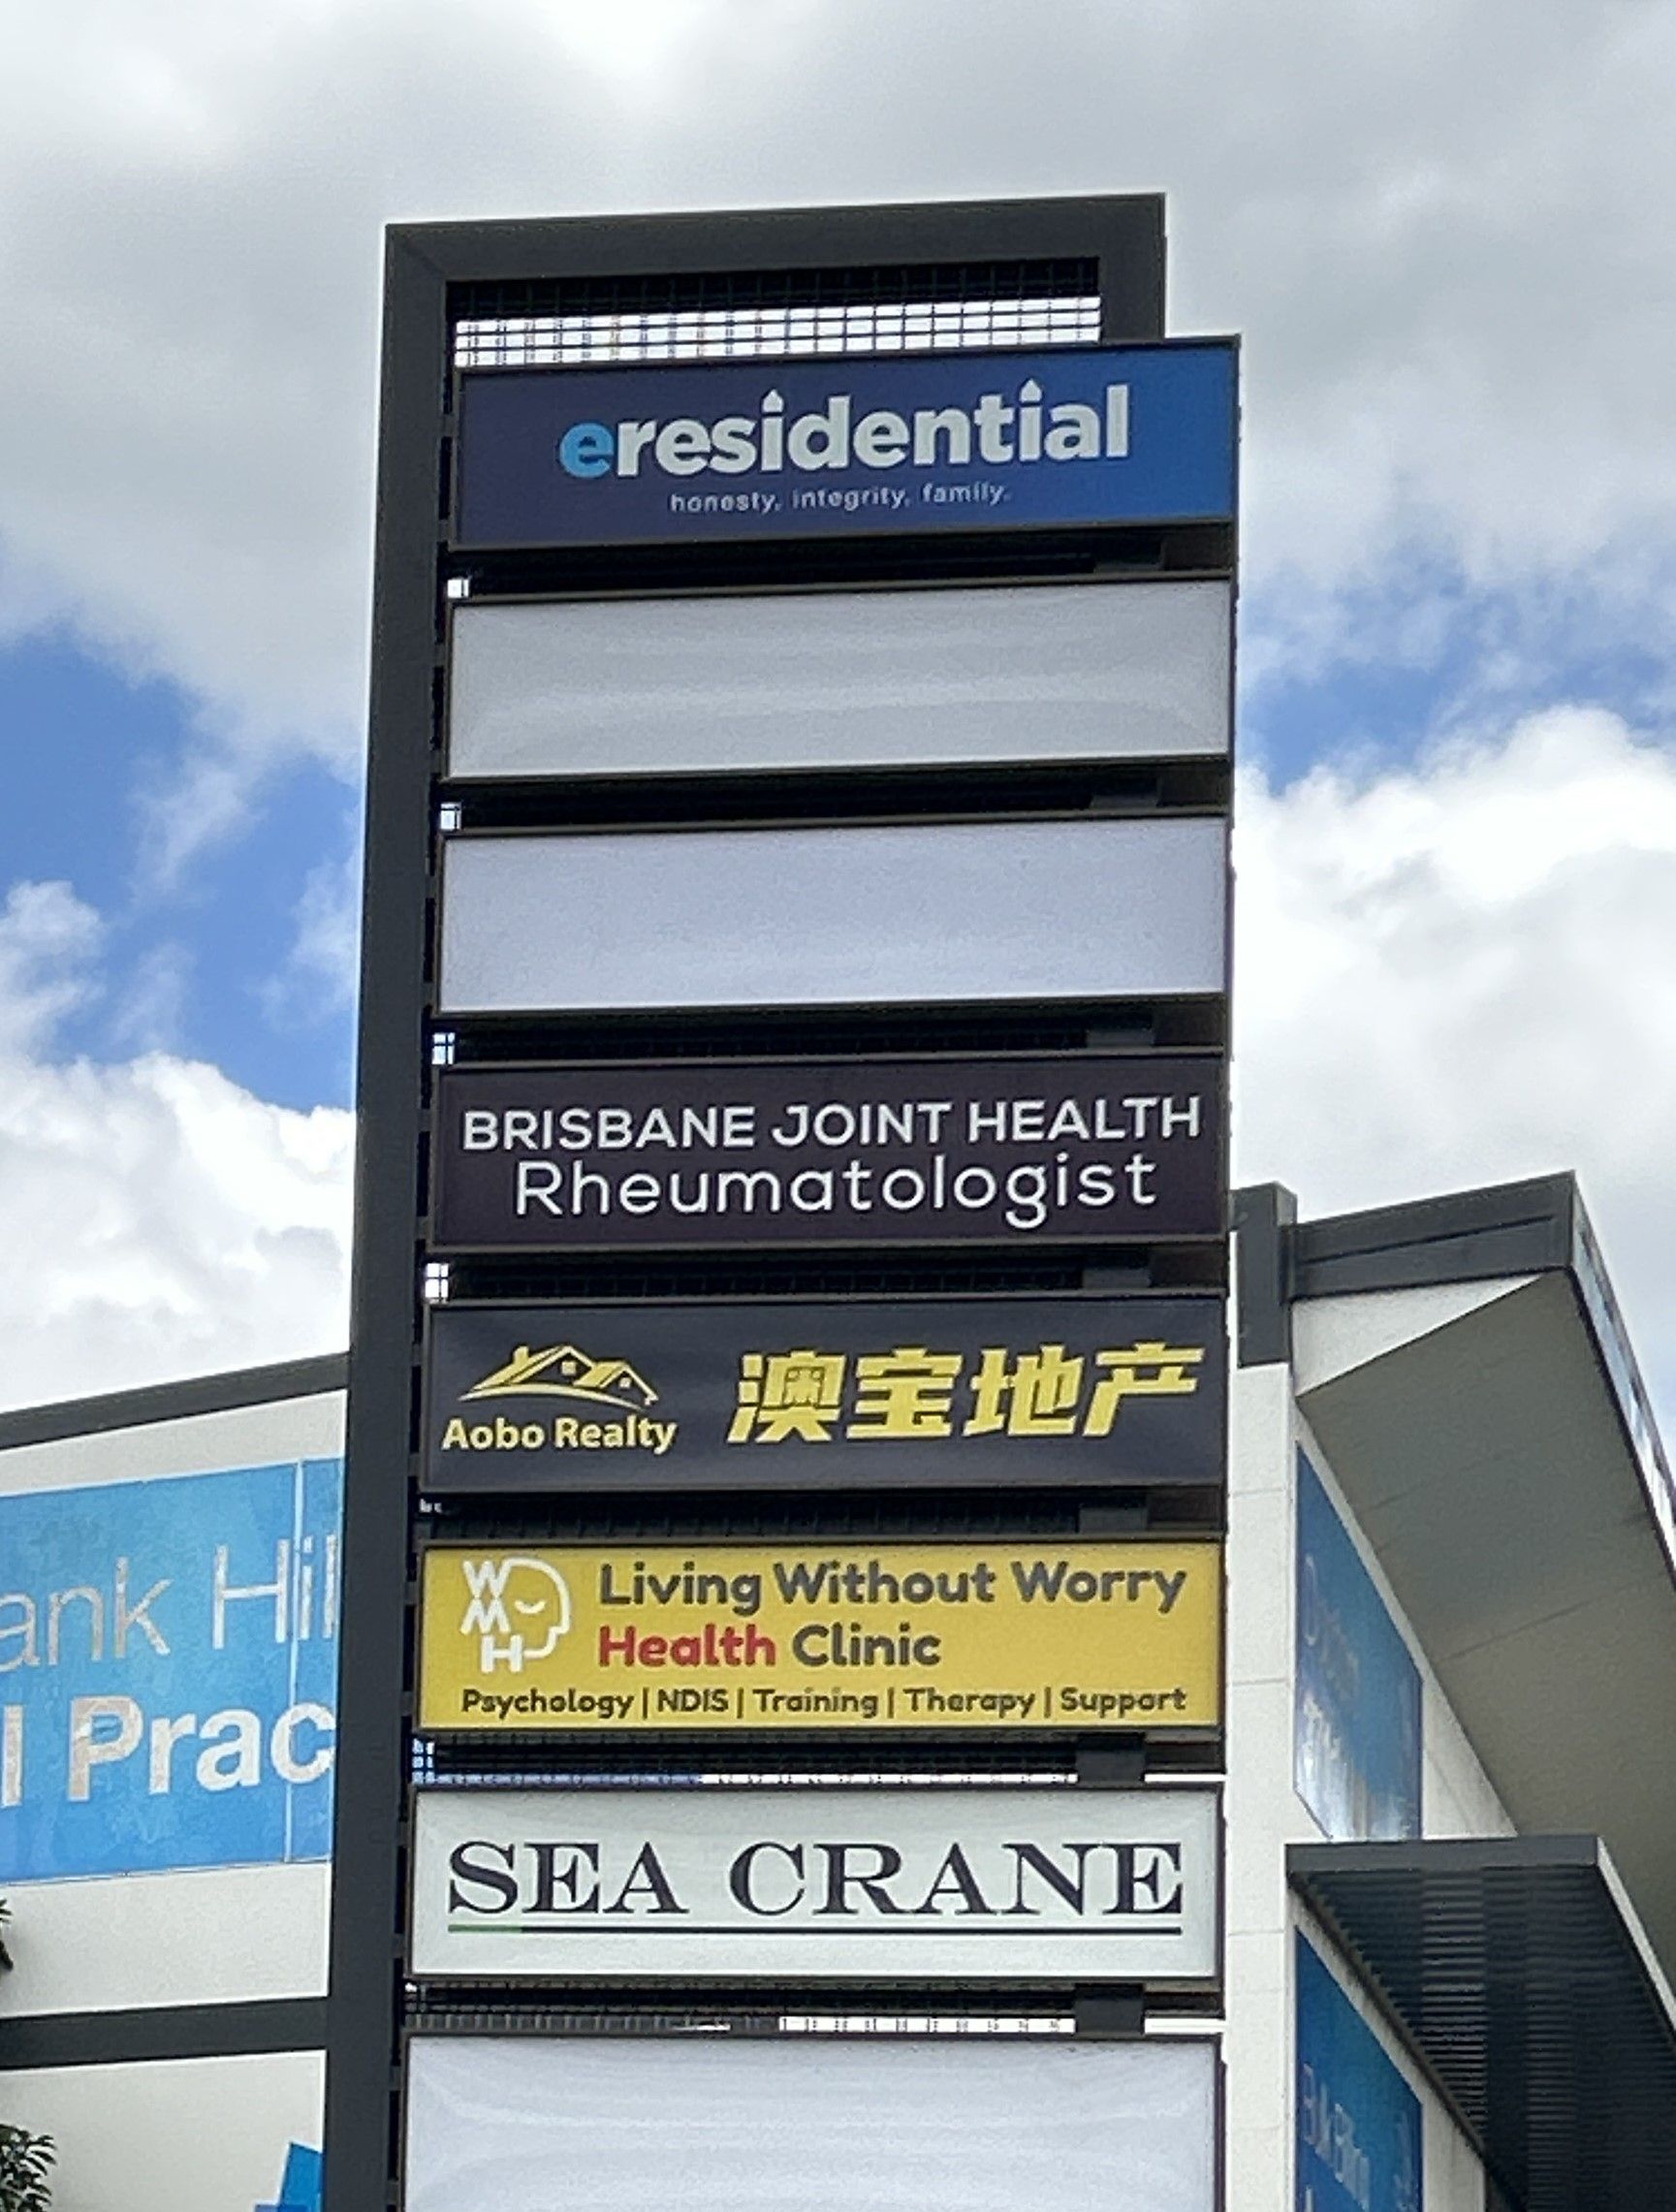 eresidential
honesty. integrity. family.
BRISBANE JOINT HEALTH
Rheumatologist
Aobo Realty
澳宝地产
WWH
Living Without Worry
Health Clinic
Psychology | NDIS | Training | Therapy | Support
SEA CRANE